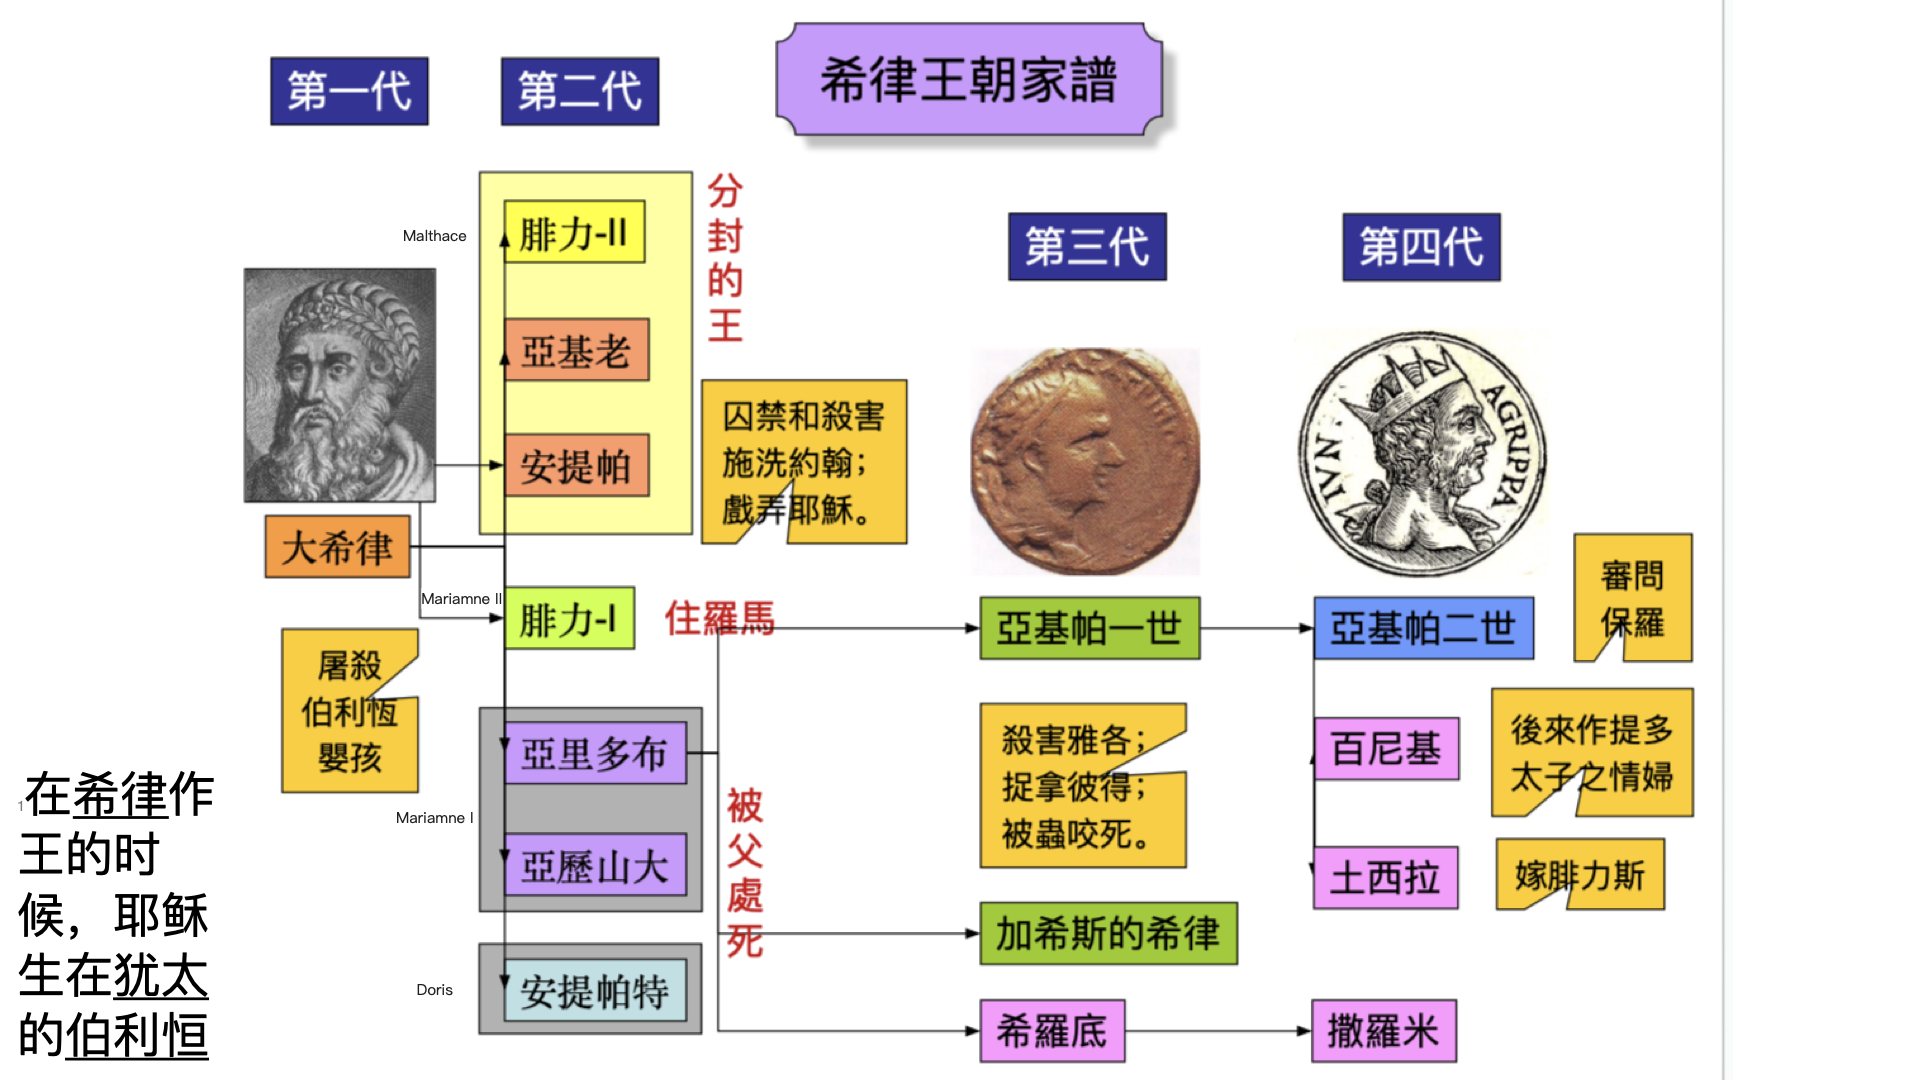 希律王朝家譜
第一代
第二代
第三代
第四代
Malthace
腓力-II
亞基老
安提帕
分
封
的
王
囚禁和殺害
施洗約翰；
戲弄耶穌。
大希律
Mariamne II
腓力-I
住羅馬
屠殺
伯利恆
嬰孩
Mariamne I
亞里多布
亞歷山大
被
父
處
死
Doris
安提帕特
亞基帕一世
IVN AGRIPPA
亞基帕二世
審問
保羅
殺害雅各；
捉拿彼得；
被蟲咬死。
百尼基
後來作提多
太子之情婦
土西拉
嫁腓力斯
加希斯的希律
希羅底
撒羅米
1在希律作
王的时
候，耶稣
生在犹太
的伯利恒